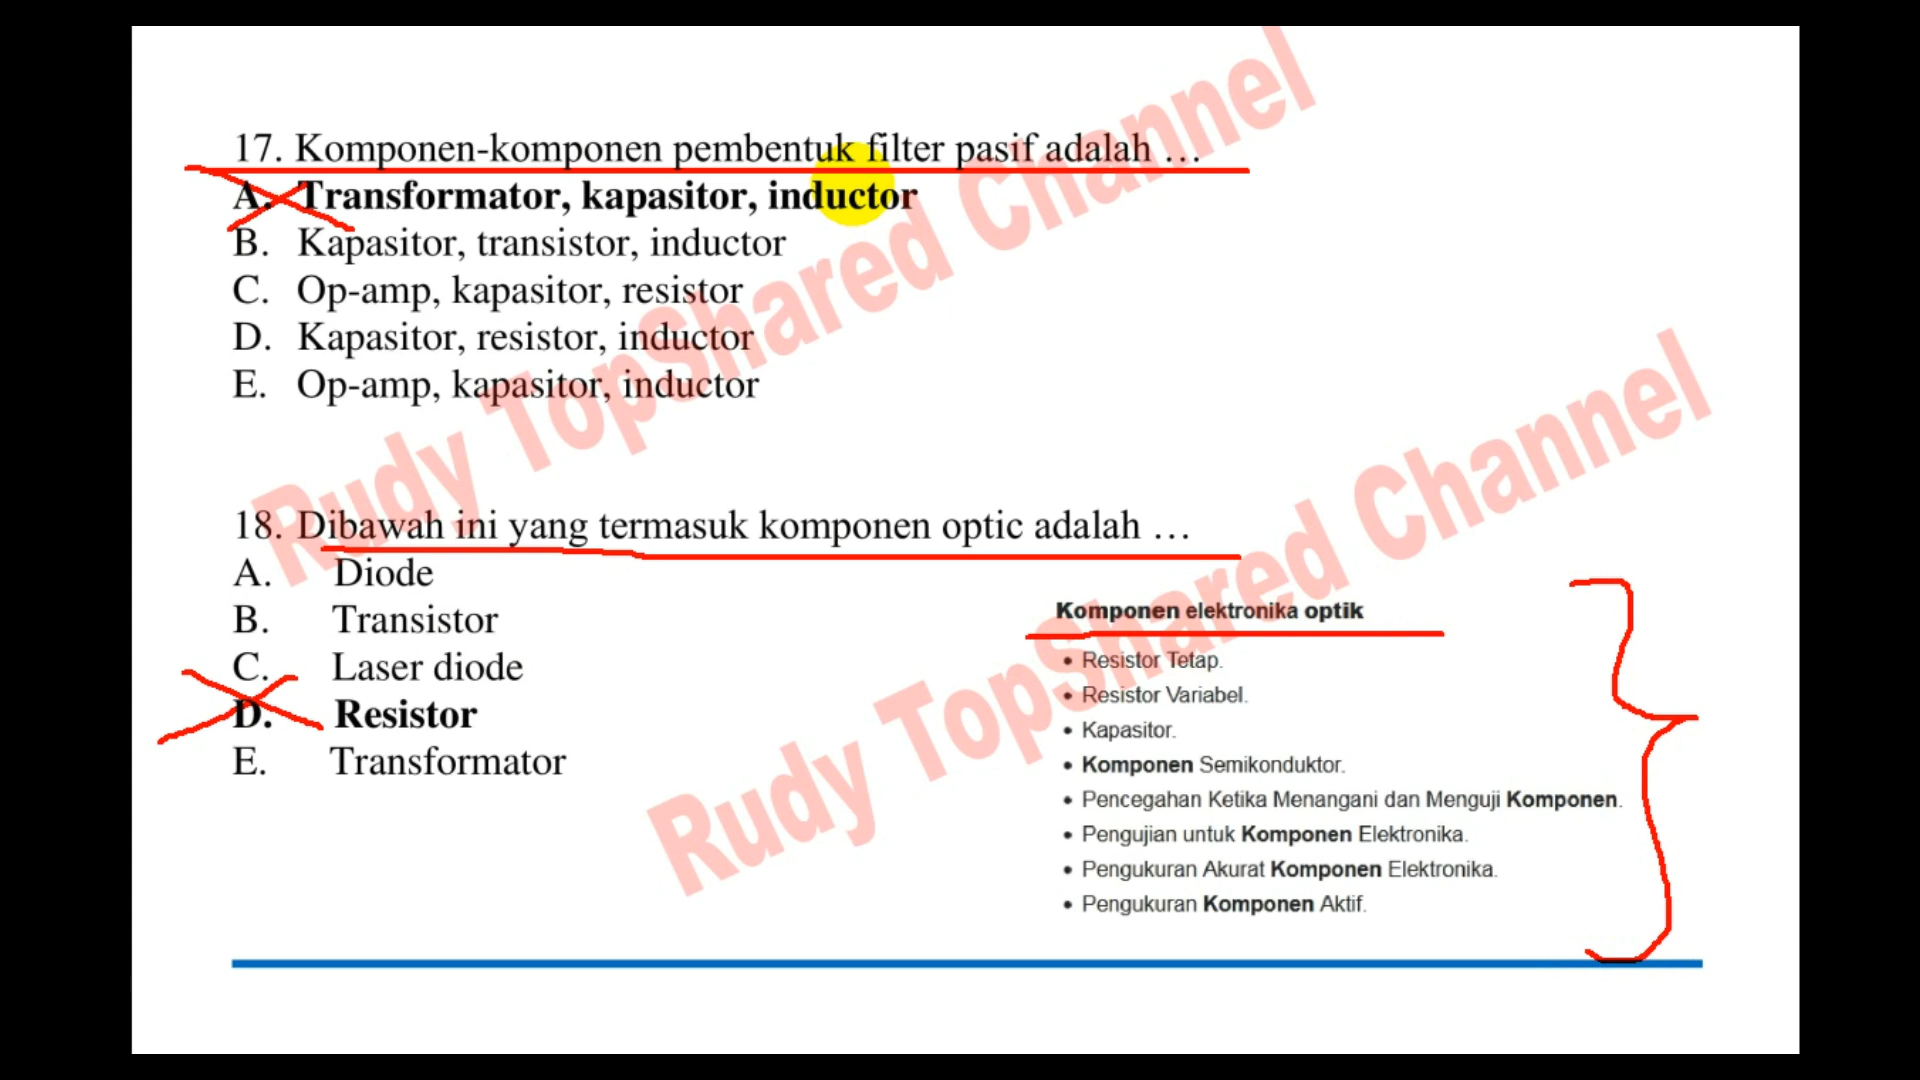 17. Komponen-komponen pembentuk filter pasif adalah …
A. Transformator, kapasitor, inductor
B. Kapasitor, transistor, inductor
C. Op-amp, kapasitor, resistor
D. Kapasitor, resistor, inductor
E. Op-amp, kapasitor, inductor
18. Dibawah ini yang termasuk komponen optic adalah …
A. Diode
B. Transistor
C. Laser diode
D. Resistor
E. Transformator
Komponen elektronika optik
• Resistor Tetap.
• Resistor Variabel.
• Kapasitor.
• Komponen Semikonduktor.
• Pencegahan Ketika Menangani dan Menguji Komponen.
• Pengujian untuk Komponen Elektronika.
• Pengukuran Akurat Komponen Elektronika.
• Pengukuran Komponen Aktif.
Rudy TopShared Channel
Rudy TopShared Channel